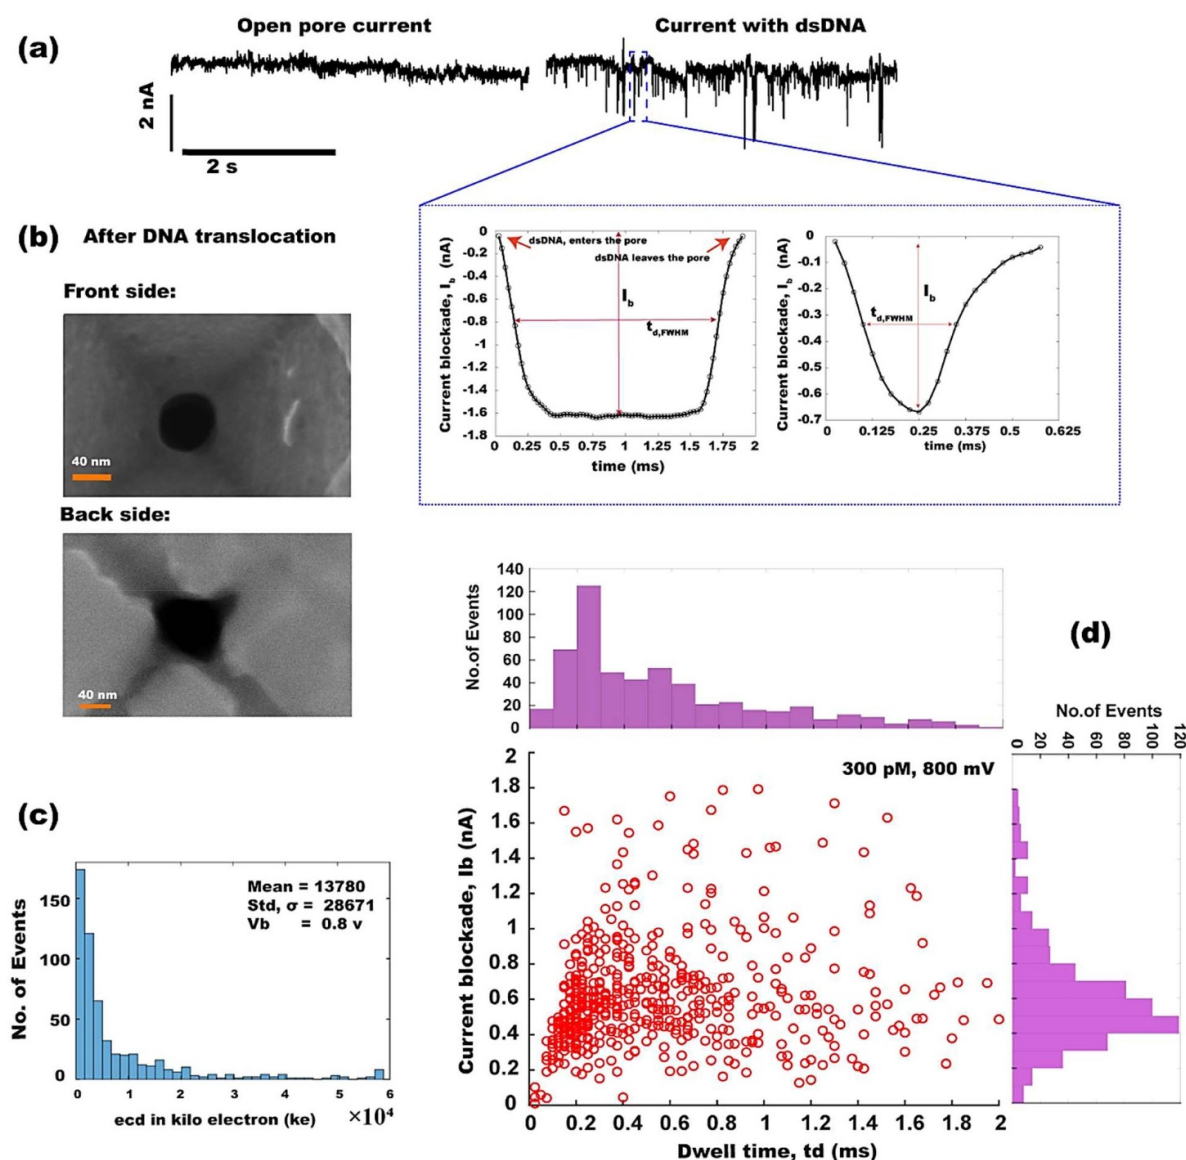 (a)
Open pore current
Current with dsDNA
2 nA
2 s
(b)
After DNA translocation
Front side:
40 nm
Back side:
40 nm
Current blockade, I_b (nA)
0
-0.2
-0.4
-0.6
-0.8
-1
-1.2
-1.4
-1.6
-1.8
dsDNA, enters the pore
dsDNA leaves the pore
I_b
t_d,FWHM
0 0.25 0.5 0.75 1 1.25 1.5 1.75 2
time (ms)
Current blockade, I_b (nA)
0
-0.1
-0.2
-0.3
-0.4
-0.5
-0.6
-0.7
I_b
t_d,FWHM
0 0.125 0.25 0.375 0.5 0.625
time (ms)
(c)
No. of Events
150
100
50
0
Mean = 13780
Std, σ = 28671
Vb = 0.8 v
0 1 2 3 4 5 6
ecd in kilo electron (ke)
×10⁴
(d)
No.of Events
140
120
100
80
60
40
20
0
No.of Events
0 20 40 60 80 100 120
300 pM, 800 mV
Current blockade, Ib (nA)
2
1.8
1.6
1.4
1.2
1
0.8
0.6
0.4
0.2
0
0 0.2 0.4 0.6 0.8 1 1.2 1.4 1.6 1.8 2
Dwell time, td (ms)